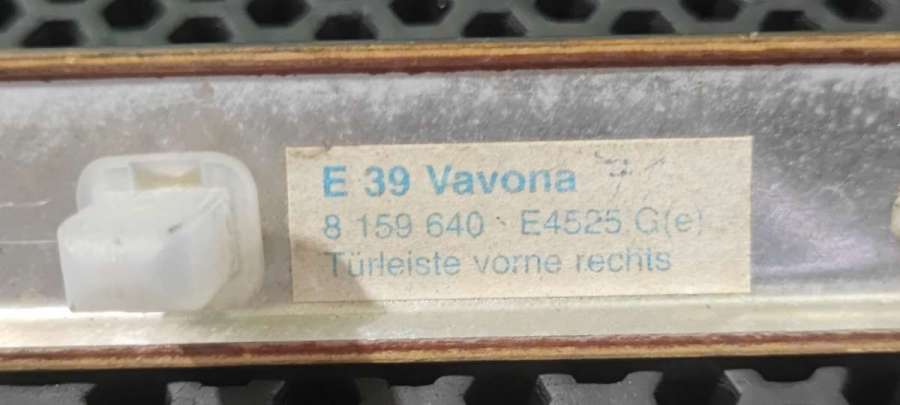 E 39 Vavona
8 159 640 · E4525 G(e)
Türleiste vorne rechts